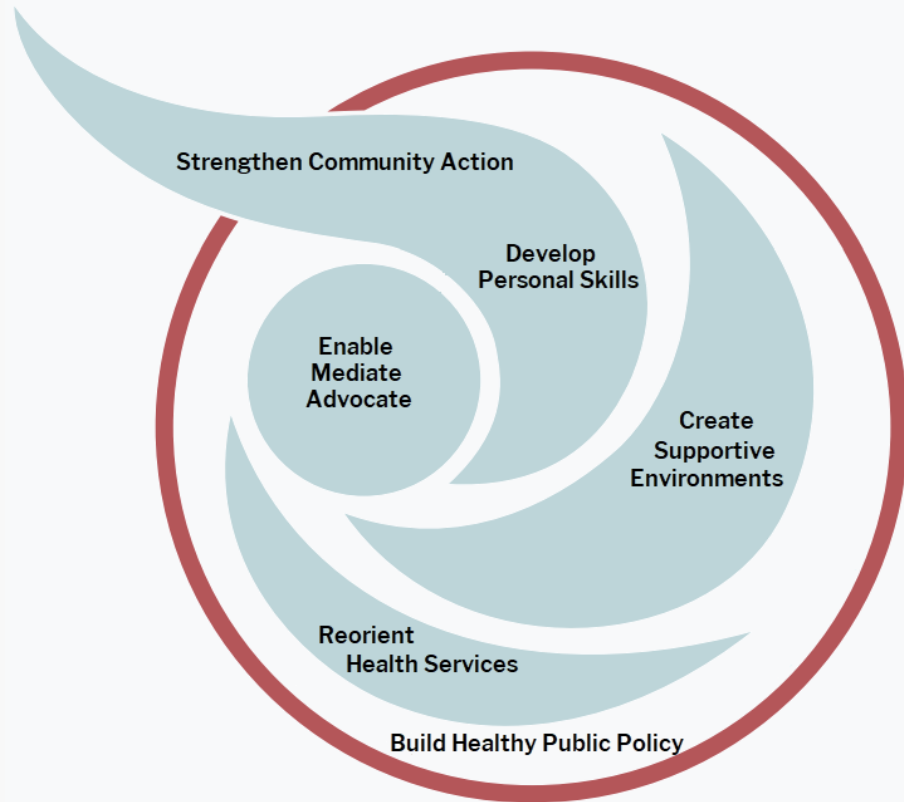 Strengthen Community Action
Develop
Personal Skills
Enable
Mediate
Advocate
Create
Supportive
Environments
Reorient
Health Services
Build Healthy Public Policy